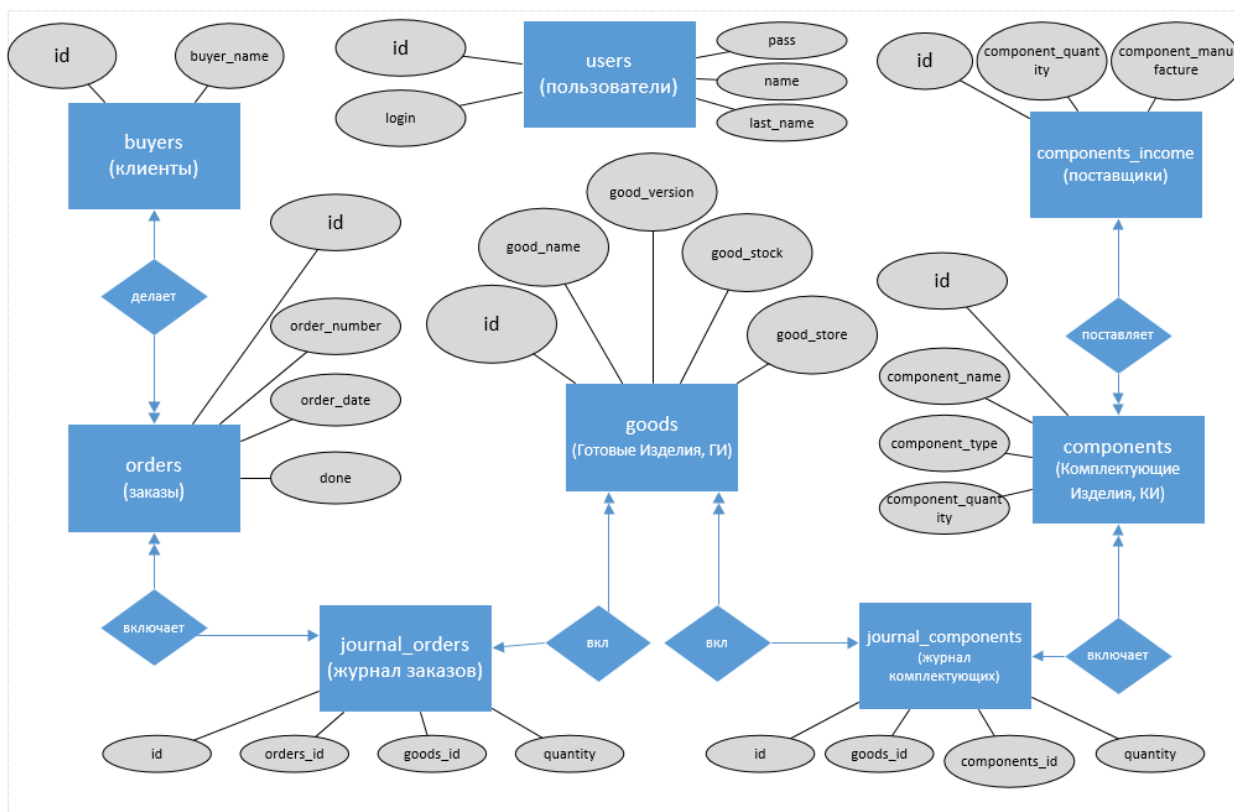 id
buyer_name
buyers
(клиенты)
id
login
users
(пользователи)
pass
name
last_name
id
component_quant
ity
component_manu
facture
components_income
(поставщики)
делает
id
order_number
order_date
done
orders
(заказы)
id
good_name
good_version
good_stock
good_store
goods
(Готовые Изделия, ГИ)
поставляет
id
component_name
component_type
component_quant
ity
components
(Комплектующие
Изделия, КИ)
включает
journal_orders
(журнал заказов)
вкл
вкл
journal_components
(журнал
комплектующих)
включает
id
orders_id
goods_id
quantity
id
goods_id
components_id
quantity